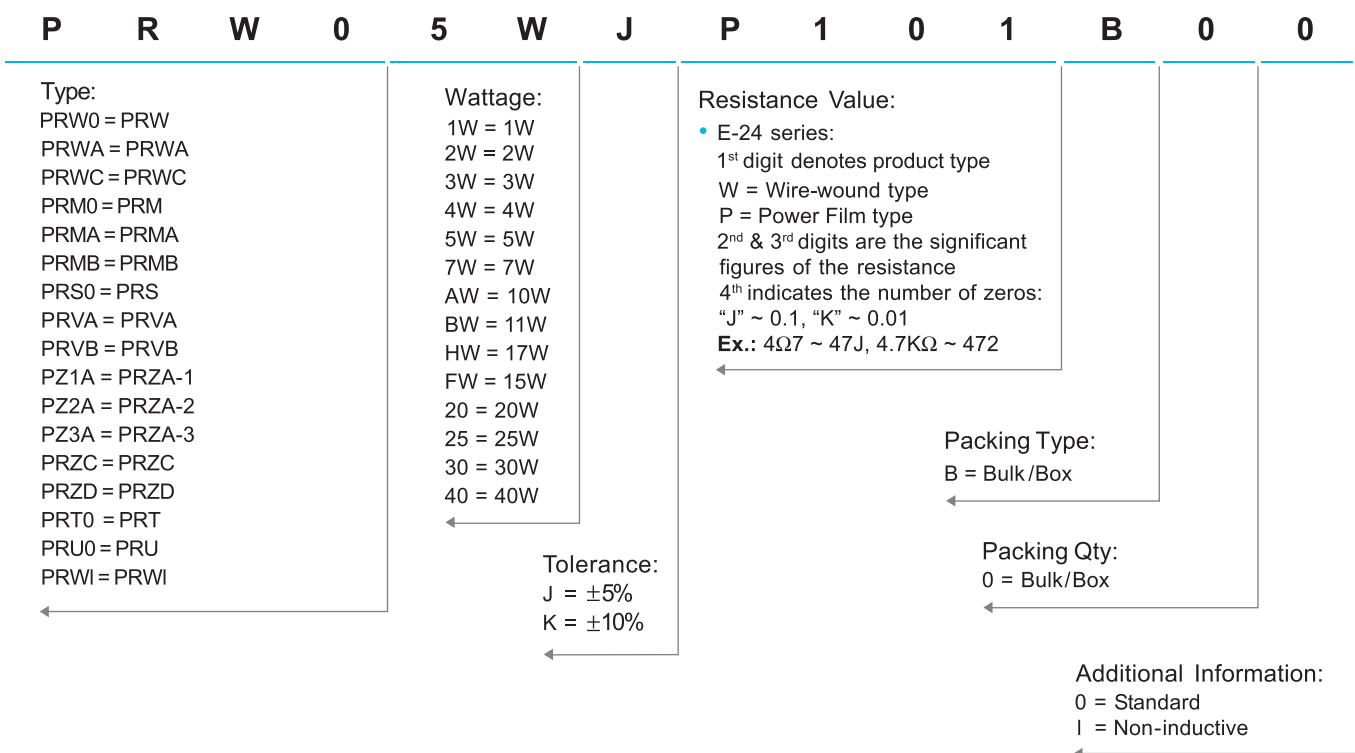 P R W 0 5 W J P 1 0 1 B 0 0
Type:
PRW0 = PRW
PRWA = PRWA
PRWC = PRWC
PRM0 = PRM
PRMA = PRMA
PRMB = PRMB
PRS0 = PRS
PRVA = PRVA
PRVB = PRVB
PZ1A = PRZA-1
PZ2A = PRZA-2
PZ3A = PRZA-3
PRZC = PRZC
PRZD = PRZD
PRT0 = PRT
PRU0 = PRU
PRWI = PRWI
Wattage:
1W = 1W
2W = 2W
3W = 3W
4W = 4W
5W = 5W
7W = 7W
AW = 10W
BW = 11W
HW = 17W
FW = 15W
20 = 20W
25 = 25W
30 = 30W
40 = 40W
Tolerance:
J = ±5%
K = ±10%
Resistance Value:
• E-24 series:
1st digit denotes product type
W = Wire-wound type
P = Power Film type
2nd & 3rd digits are the significant
figures of the resistance
4th indicates the number of zeros:
“J” ~ 0.1, “K” ~ 0.01
Ex.: 4Ω7 ~ 47J, 4.7KΩ ~ 472
Packing Type:
B = Bulk/Box
Packing Qty:
0 = Bulk/Box
Additional Information:
0 = Standard
I = Non-inductive